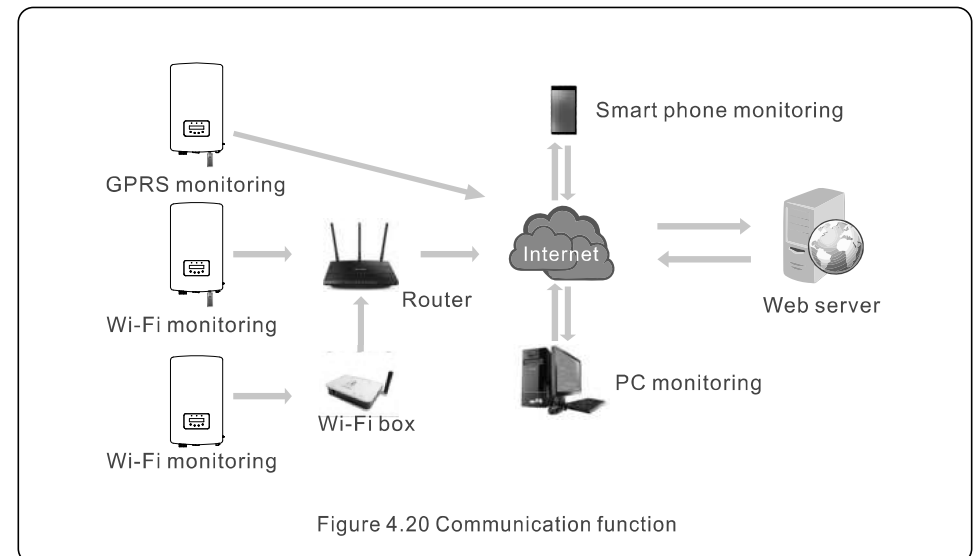 Smart phone monitoring
GPRS monitoring
Internet
Router
Web server
Wi-Fi monitoring
PC monitoring
Wi-Fi box
Wi-Fi monitoring
Figure 4.20 Communication function